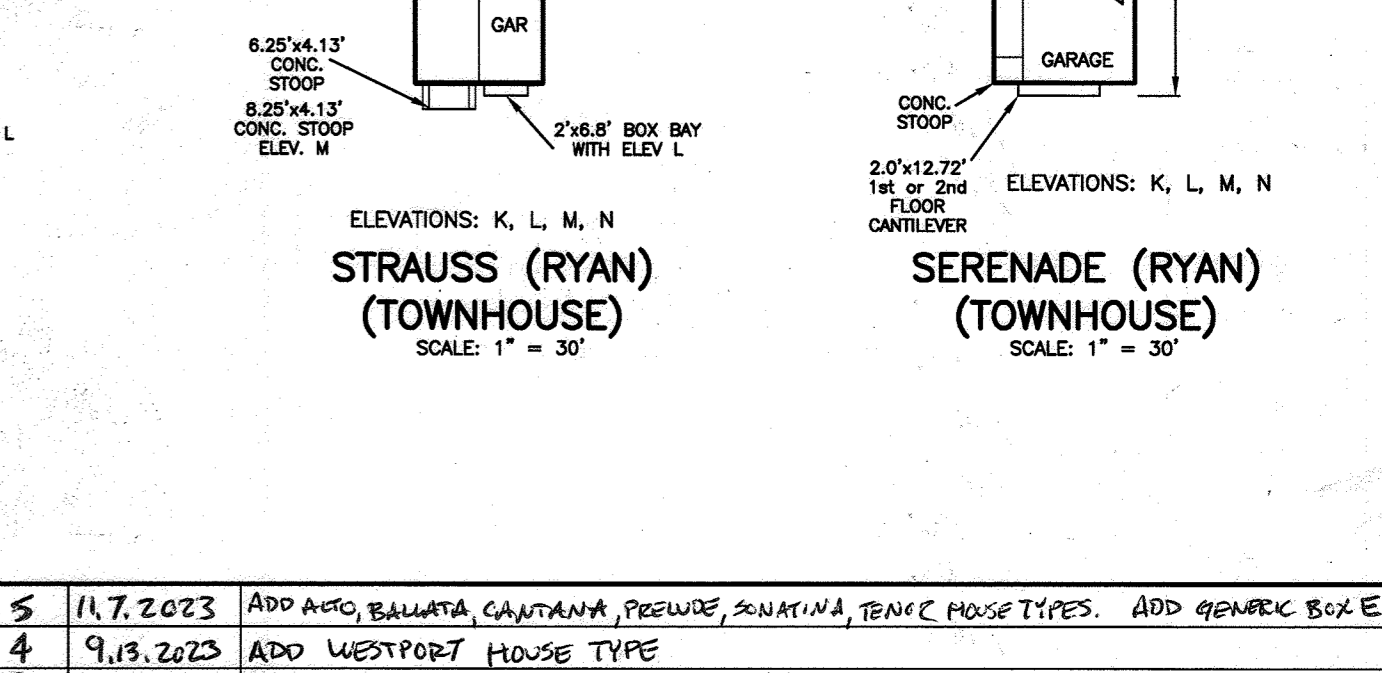 L
GAR
6.25'x4.13'
CONC.
STOOP
8.25'x4.13'
CONC. STOOP
ELEV. M
2'x6.8' BOX BAY
WITH ELEV L
ELEVATIONS: K, L, M, N
STRAUSS (RYAN)
(TOWNHOUSE)
SCALE: 1" = 30'
GARAGE
CONC.
STOOP
2.0'x12.72'
1st or 2nd
FLOOR
CANTILEVER
ELEVATIONS: K, L, M, N
SERENADE (RYAN)
(TOWNHOUSE)
SCALE: 1" = 30'
5 11.7.2023 ADD ALTO, BALLATA, CANTANA, PRELUDE, SONATINA, TENOR HOUSE TYPES. ADD GENERIC BOX E
4 9.13.2023 ADD WESTPORT HOUSE TYPE